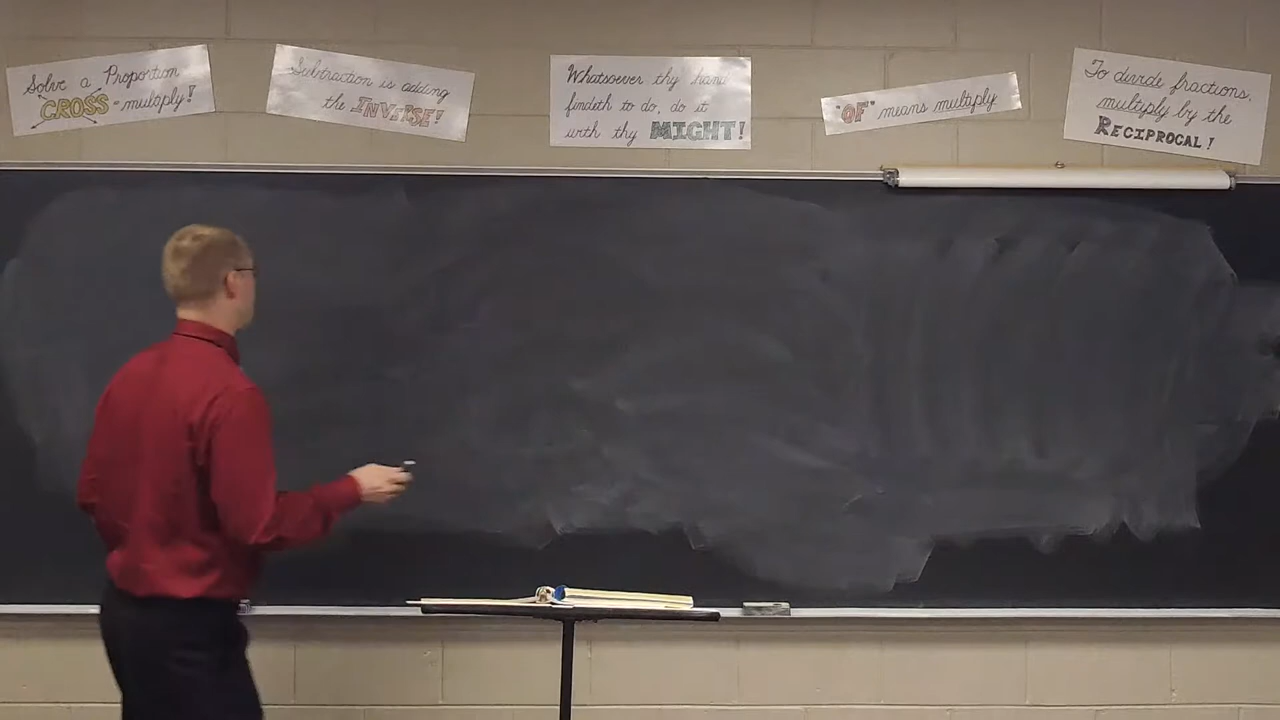 Solve a Proportion
CROSS-multiply!
Subtraction is adding
the INVERSE!
Whatsoever thy hand
findeth to do, do it
with thy MIGHT!
"OF" means multiply
To divide fractions,
multiply by the
RECIPROCAL!